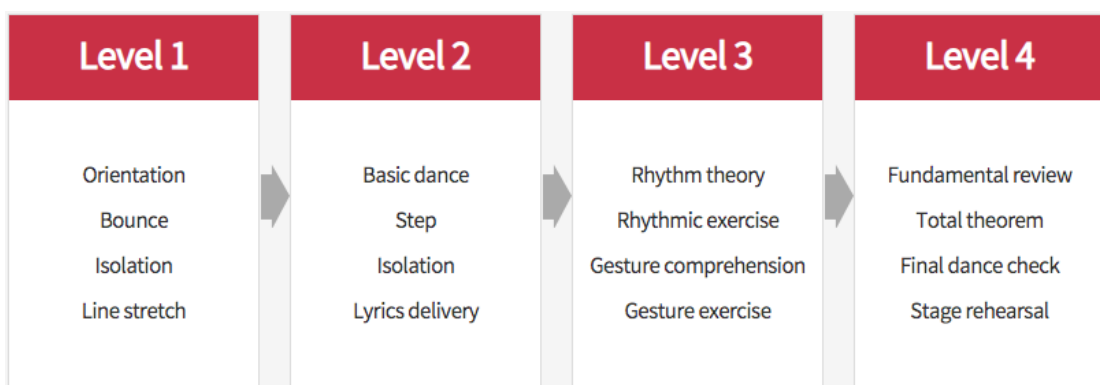 Level 1
Orientation
Bounce
Isolation
Line stretch
Level 2
Basic dance
Step
Isolation
Lyrics delivery
Level 3
Rhythm theory
Rhythmic exercise
Gesture comprehension
Gesture exercise
Level 4
Fundamental review
Total theorem
Final dance check
Stage rehearsal